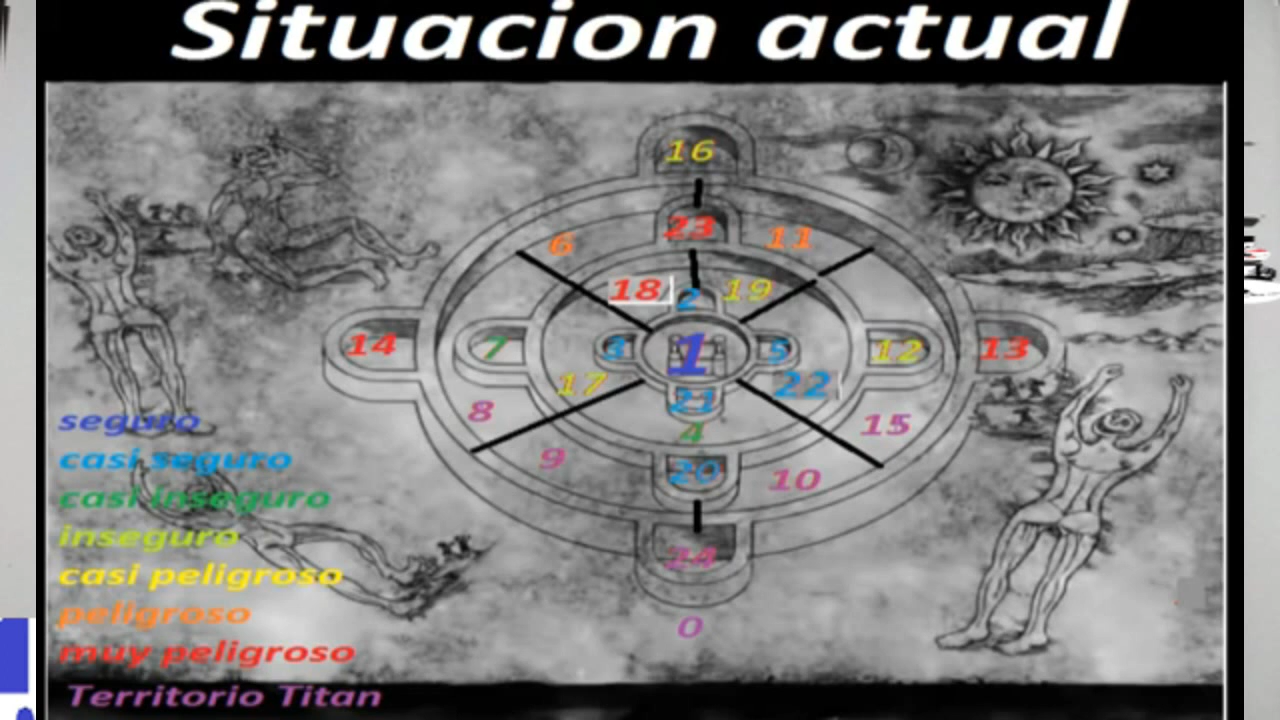 Situacion actual
16
6
23
11
18
2
19
14
7
3
1
5
12
13
17
22
8
21
15
4
9
20
10
24
0
seguro
casi seguro
casi inseguro
inseguro
casi peligroso
peligroso
muy peligroso
Territorio Titan